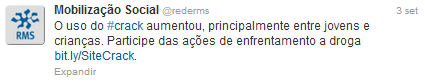 Mobilização Social @rederms 3 set
O uso do #crack aumentou, principalmente entre jovens e
crianças. Participe das ações de enfrentamento a droga
bit.ly/SiteCrack.
Expandir
RMS